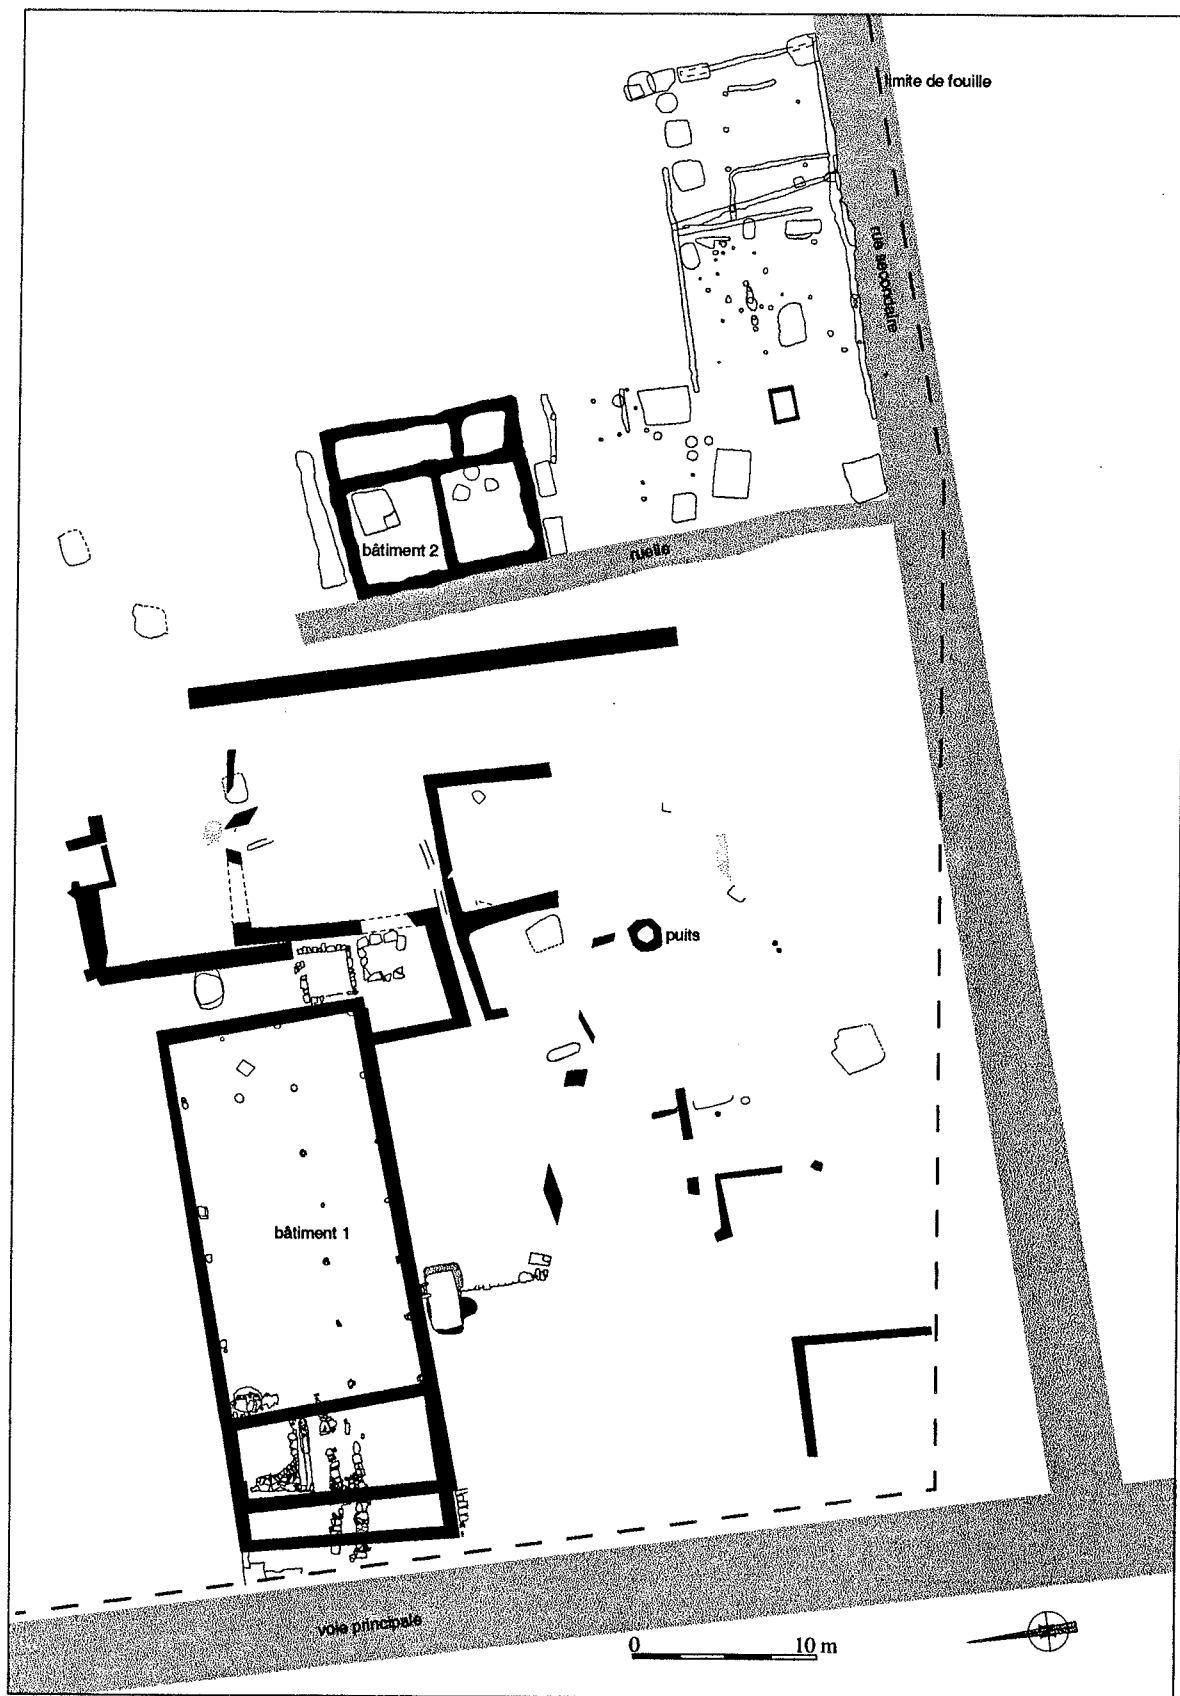 limite de fouille
rue secondaire
bâtiment 2
ruelle
puits
bâtiment 1
voie principale
0 10 m